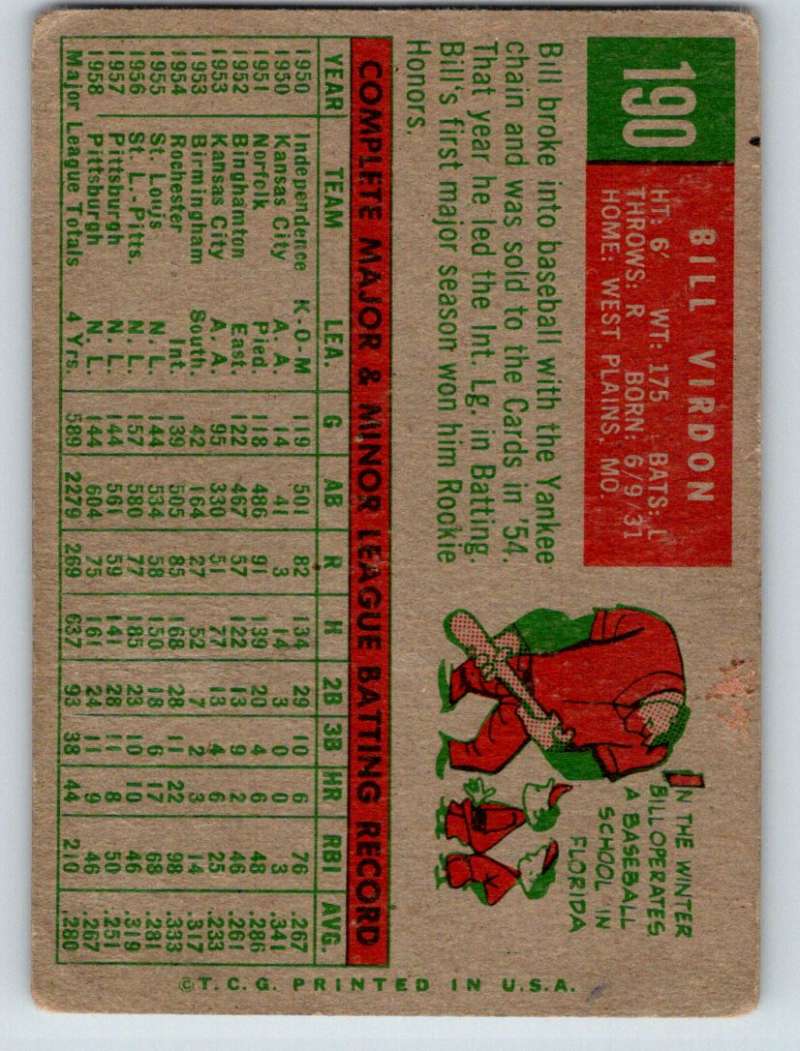 190
BILL VIRDON
HT: 6' WT: 175 BATS: L
THROWS: R BORN: 6/9/31
HOME: WEST PLAINS, MO.
Bill broke into baseball with the Yankee
chain and was sold to the Cards in '54.
That year he led the Int. Lg. in Batting.
Bill's first major season won him Rookie
Honors.
IN THE WINTER
BILL OPERATES
A BASEBALL
SCHOOL IN
FLORIDA
COMPLETE MAJOR & MINOR LEAGUE BATTING RECORD
YEAR TEAM LEA. G AB R H 2B 3B HR RBI AVG.
1950 Independence K-O-M 119 501 82 134 29 10 6 76 .267
1950 Kansas City A. A. 14 41 3 14 3 0 0 3 .341
1951 Norfolk Pied 118 486 91 139 20 4 6 48 .286
1952 Binghamton East. 122 467 57 122 13 9 2 46 .261
1953 Kansas City A. A. 95 330 51 77 13 4 6 25 .233
1953 Birmingham South. 42 164 27 52 7 2 3 14 .317
1954 Rochester Int. 139 505 85 168 28 11 22 98 .333
1955 St. Louis N. L. 144 534 58 150 18 6 17 68 .281
1956 St. L.-Pitts. N. L. 157 580 77 185 23 10 10 46 .319
1957 Pittsburgh N. L. 144 561 59 141 28 11 8 50 .251
1958 Pittsburgh N. L. 144 604 75 161 24 11 9 46 .267
Major League Totals 4 Yrs. 589 2279 269 637 93 38 44 210 .280
©T.C.G. PRINTED IN U.S.A.